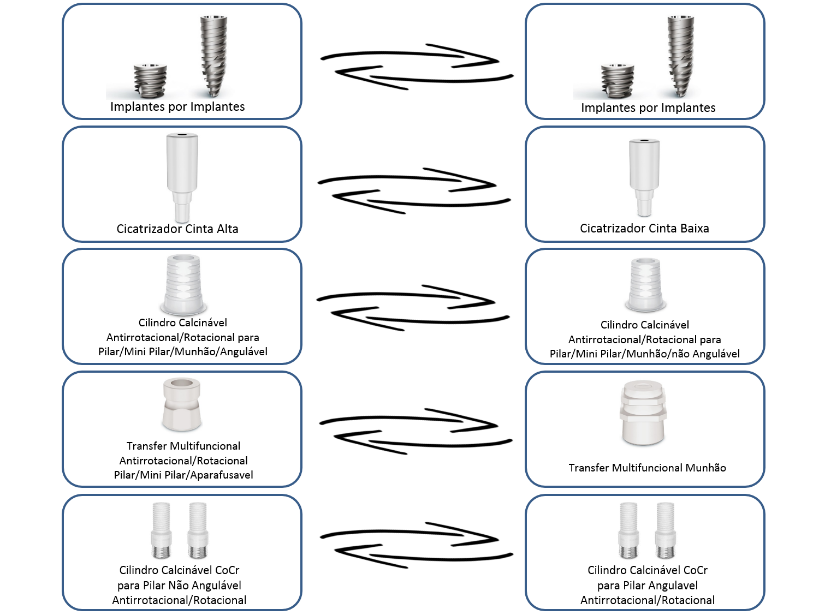 Implantes por Implantes
Implantes por Implantes
Cicatrizador Cinta Alta
Cicatrizador Cinta Baixa
Cilindro Calcinável
Antirrotacional/Rotacional para
Pilar/Mini Pilar/Munhão/Angulável
Cilindro Calcinável
Antirrotacional/Rotacional para
Pilar/Mini Pilar/Munhão/não Angulável
Transfer Multifuncional
Antirrotacional/Rotacional
Pilar/Mini Pilar/Aparafusavel
Transfer Multifuncional Munhão
Cilindro Calcinável CoCr
para Pilar Não Angulável
Antirrotacional/Rotacional
Cilindro Calcinável CoCr
para Pilar Angulavel
Antirrotacional/Rotacional